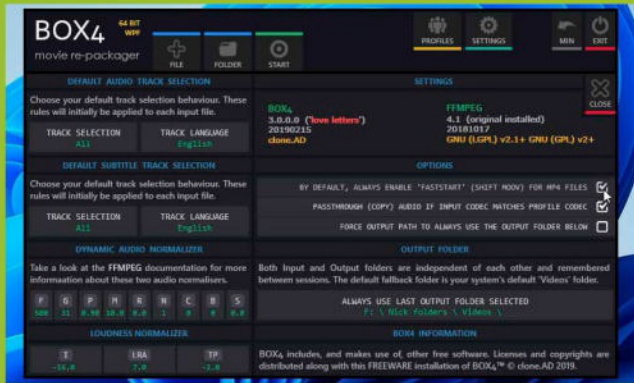 BOX4 64 BIT WPF
movie re-packager
FILE
FOLDER
START
PROFILES
SETTINGS
MIN
EXIT
DEFAULT AUDIO TRACK SELECTION
Choose your default track selection behaviour. These
rules will initially be applied to each input file.
TRACK SELECTION
All
TRACK LANGUAGE
English
DEFAULT SUBTITLE TRACK SELECTION
Choose your default track selection behaviour. These
rules will initially be applied to each input file.
TRACK SELECTION
All
TRACK LANGUAGE
English
DYNAMIC AUDIO NORMALIZER
Take a look at the FFMPEG documentation for more
informaation about these two audio normalisers.
F G P M R N C B S
500 31 0.90 10.0 0.0 1 0 0 0.0
LOUDNESS NORMALIZER
I LRA TP
-16.0 7.0 -2.0
SETTINGS
CLOSE
BOX4
3.0.0.0 ("love letters")
20190215
clone.AD
FFMPEG
4.1 (original installed)
20181017
GNU (LGPL) v2.1+ GNU (GPL) v2+
OPTIONS
BY DEFAULT, ALWAYS ENABLE 'FASTSTART' (SHIFT MOOV) FOR MP4 FILES
PASSTHROUGH (COPY) AUDIO IF INPUT CODEC MATCHES PROFILE CODEC
FORCE OUTPUT PATH TO ALWAYS USE THE OUTPUT FOLDER BELOW
OUTPUT FOLDER
Both Input and Output folders are independent of each other and remembered
between sessions. The default fallback folder is your system's default 'Videos' folder.
ALWAYS USE LAST OUTPUT FOLDER SELECTED
F: \ Nick folders \ Videos \
BOX4 INFORMATION
BOX4 includes, and makes use of, other free software. Licenses and copyrights are
distributed along with this FREEWARE installation of BOX4™ © clone.AD 2019.